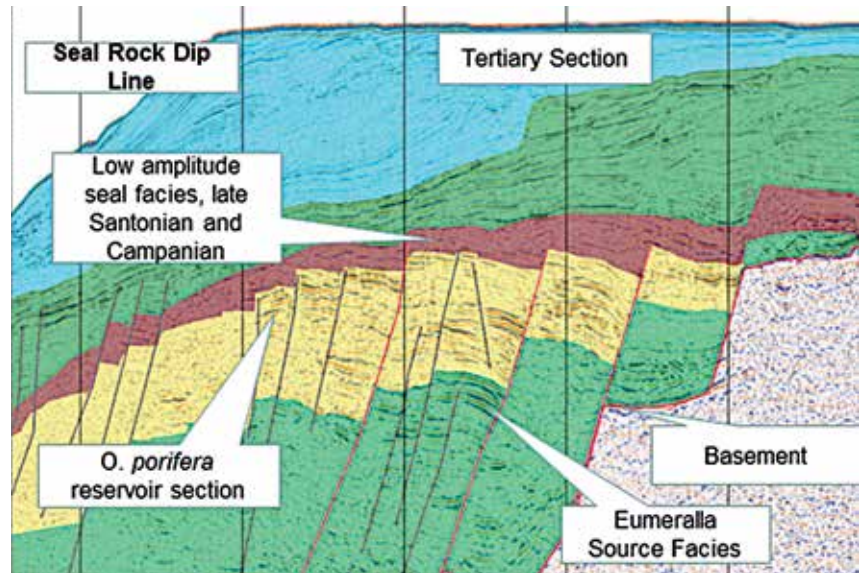 Seal Rock Dip
Line
Tertiary Section
Low amplitude
seal facies, late
Santonian and
Campanian
O. porifera
reservoir section
Basement
Eumeralla
Source Facies